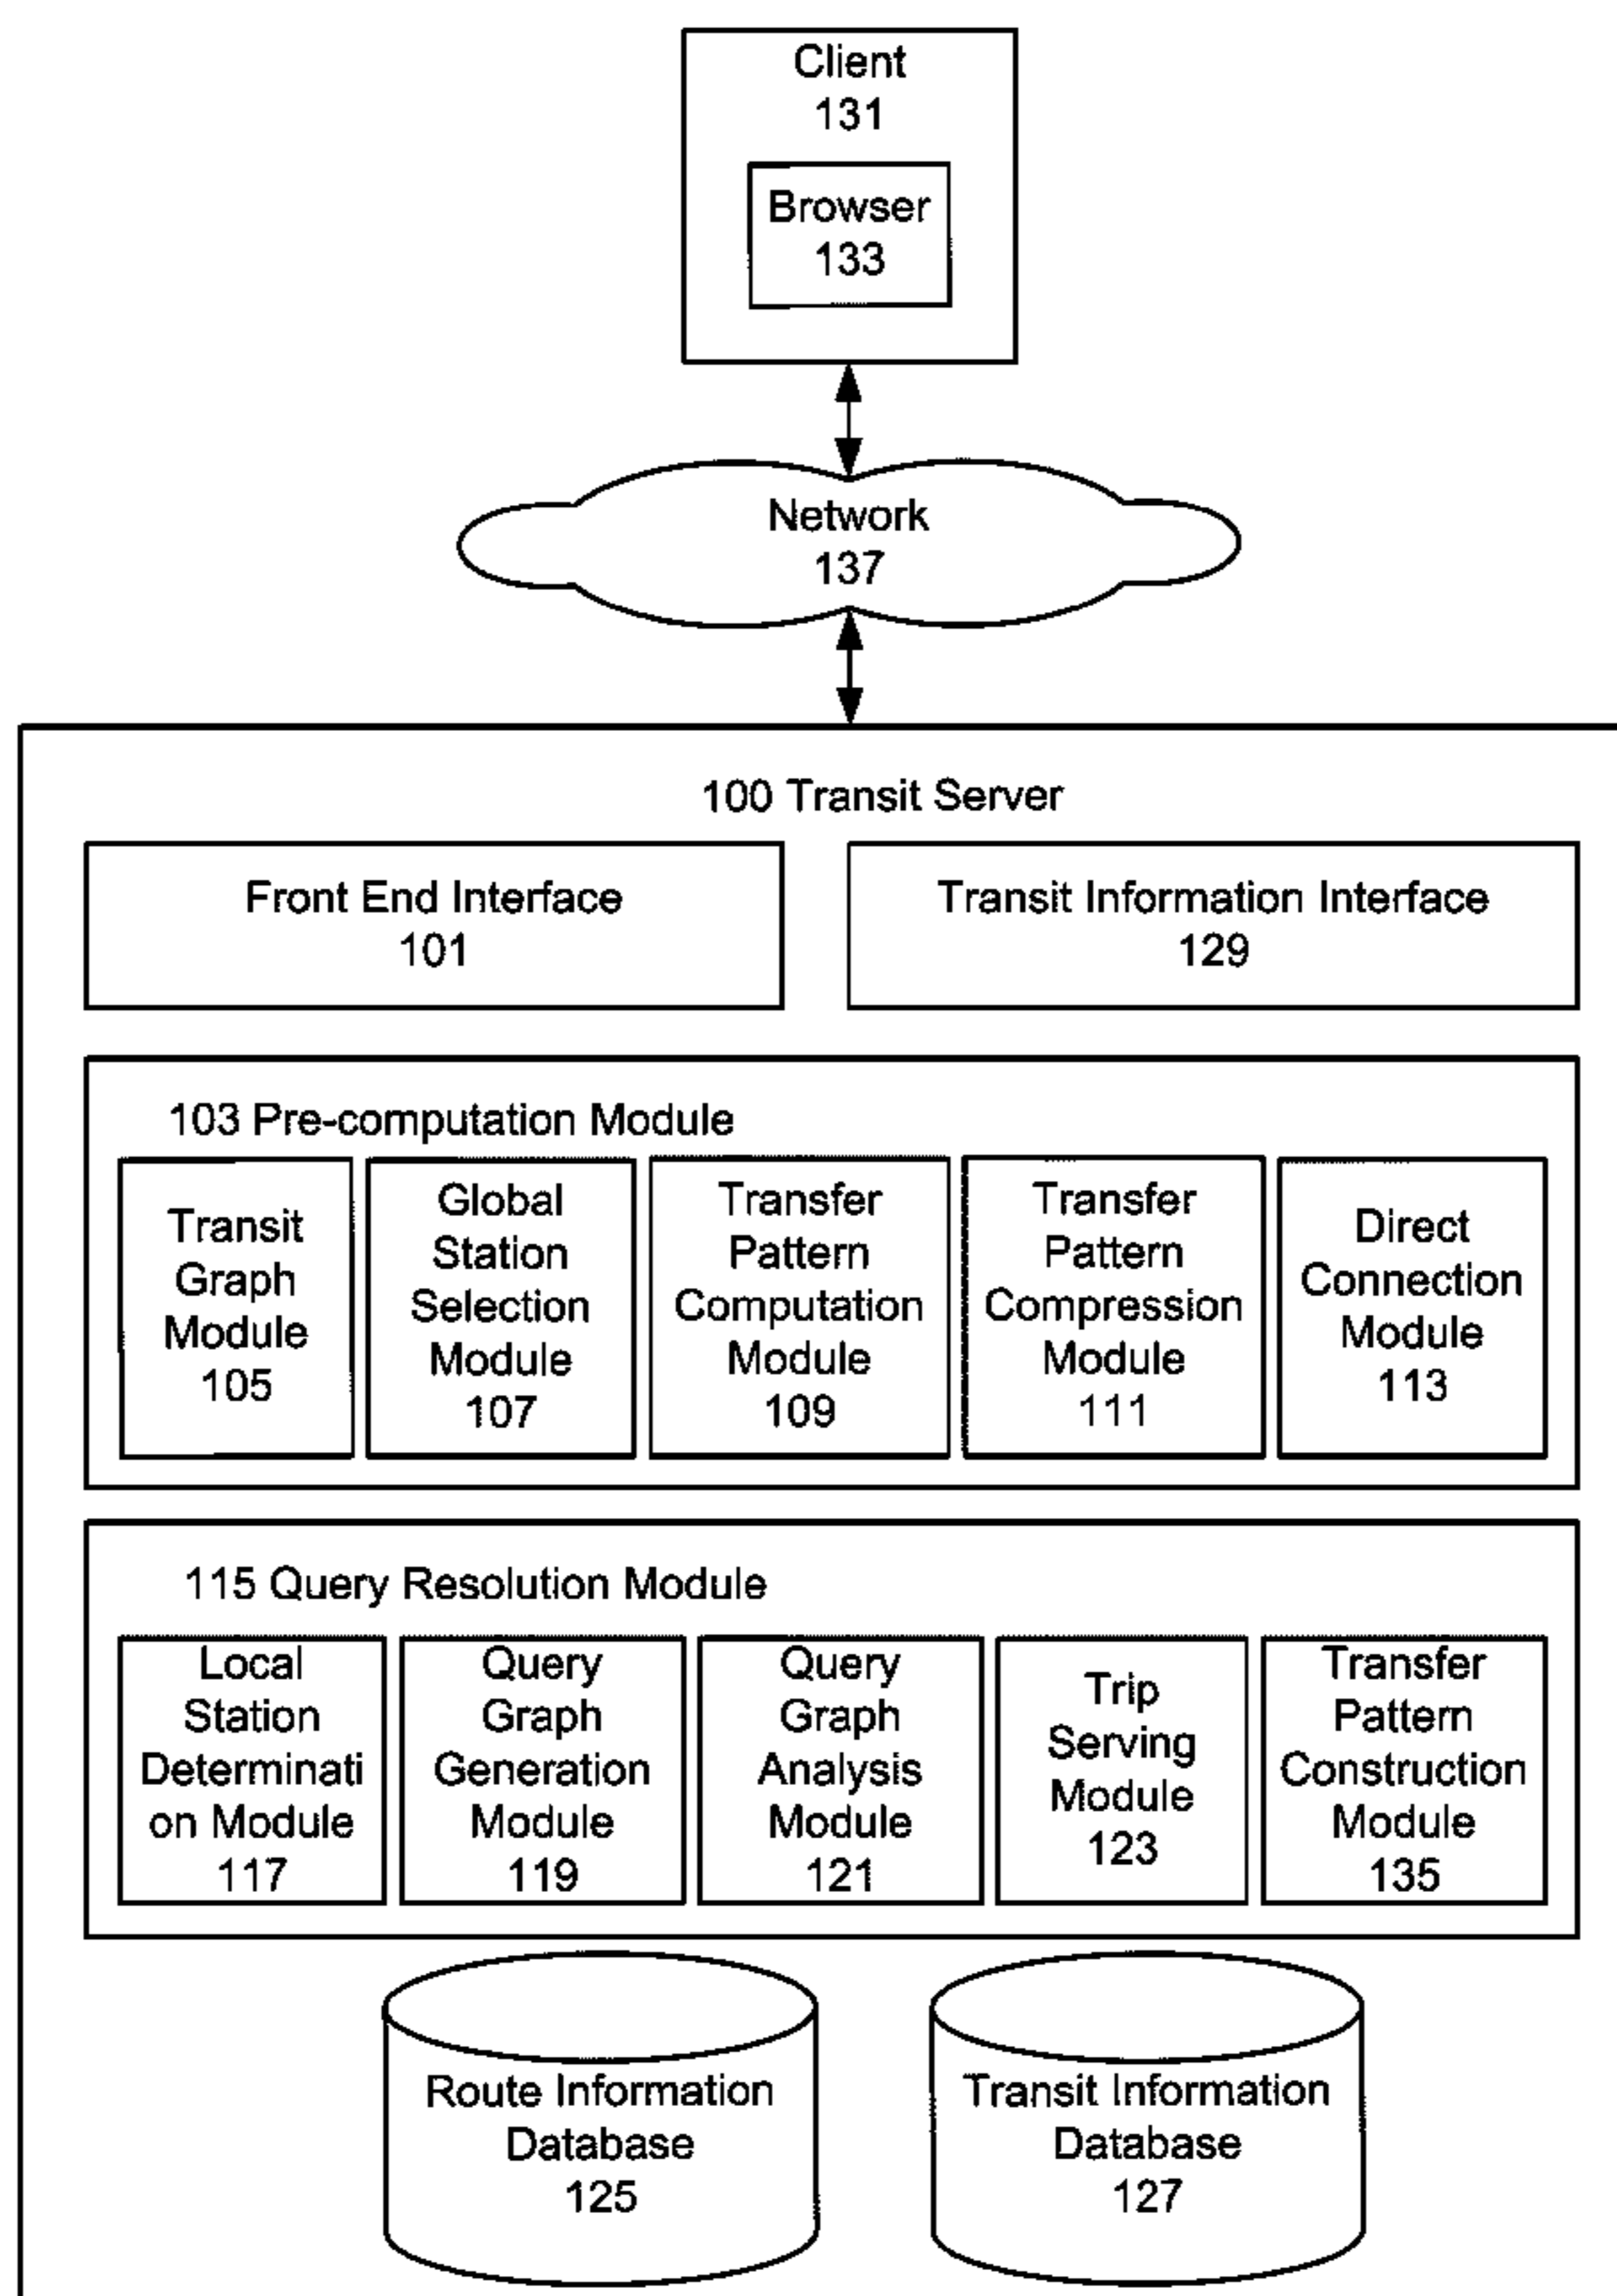 Client
131
Browser
133
Network
137
100 Transit Server
Front End Interface
101
Transit Information Interface
129
103 Pre-computation Module
Transit
Graph
Module
105
Global
Station
Selection
Module
107
Transfer
Pattern
Computation
Module
109
Transfer
Pattern
Compression
Module
111
Direct
Connection
Module
113
115 Query Resolution Module
Local
Station
Determinati
on Module
117
Query
Graph
Generation
Module
119
Query
Graph
Analysis
Module
121
Trip
Serving
Module
123
Transfer
Pattern
Construction
Module
135
Route Information
Database
125
Transit Information
Database
127